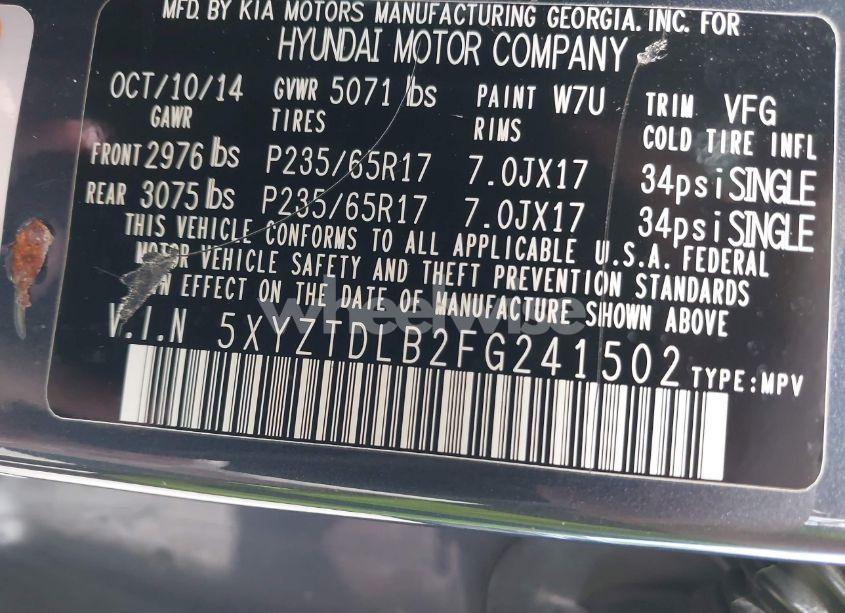 MFD. BY KIA MOTORS MANUFACTURING GEORGIA. INC. FOR
HYUNDAI MOTOR COMPANY
OCT/10/14 GVWR 5071 lbs PAINT W7U TRIM VFG
GAWR TIRES RIMS COLD TIRE INFL
FRONT 2976 lbs P235/65R17 7.0JX17 34psi SINGLE
REAR 3075 lbs P235/65R17 7.0JX17 34psi SINGLE
THIS VEHICLE CONFORMS TO ALL APPLICABLE U.S.A. FEDERAL
MOTOR VEHICLE SAFETY AND THEFT PREVENTION STANDARDS
IN EFFECT ON THE DATE OF MANUFACTURE SHOWN ABOVE
wheelwise
V.I.N 5XYZTDLB2FG241502 TYPE:MPV